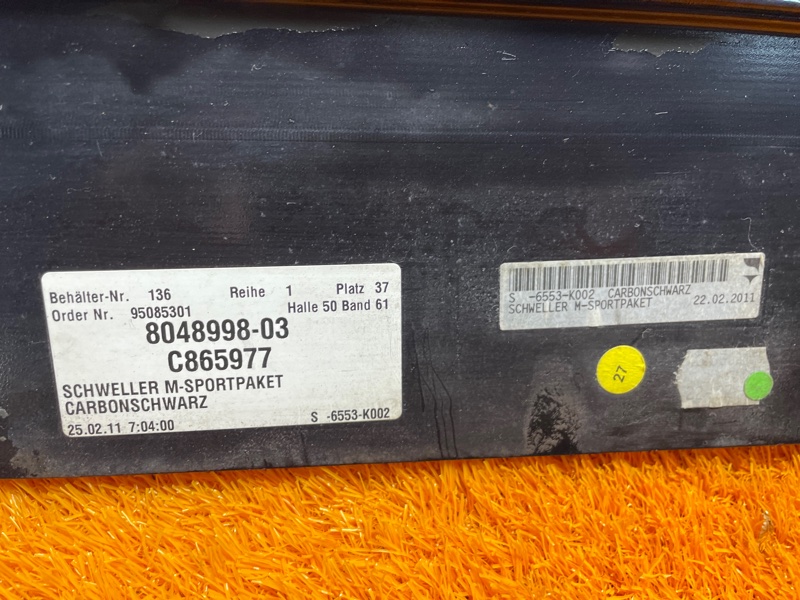 Behälter-Nr. 136 Reihe 1 Platz 37
Order Nr. 95085301 Halle 50 Band 61
8048998-03
C865977
SCHWELLER M-SPORTPAKET
CARBONSCHWARZ
25.02.11 7:04:00 S -6553-K002
S -6553-K002 CARBONSCHWARZ
SCHWELLER M-SPORTPAKET 22.02.2011
27